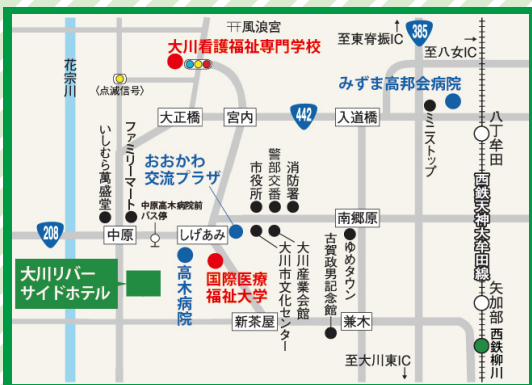 ⛩風浪宮
385
至東脊振IC
至八女IC
花宗川
大川看護福祉専門学校
みずま高邦会病院
〈点滅信号〉
大正橋
宮内
442
入道橋
ミニストップ
八丁牟田
いしむら萬盛堂
ファミリーマート
おおかわ
交流プラザ
市役所
警部交番
消防署
西鉄天神大牟田線
中原高木病院前
バス停
208
中原
しげあみ
南郷原
大川リバー
サイドホテル
高木病院
国際医療
福祉大学
大川市文化センター
大川産業会館
古賀政男記念館
ゆめタウン
矢加部
新茶屋
兼木
西鉄柳川
至大川東IC